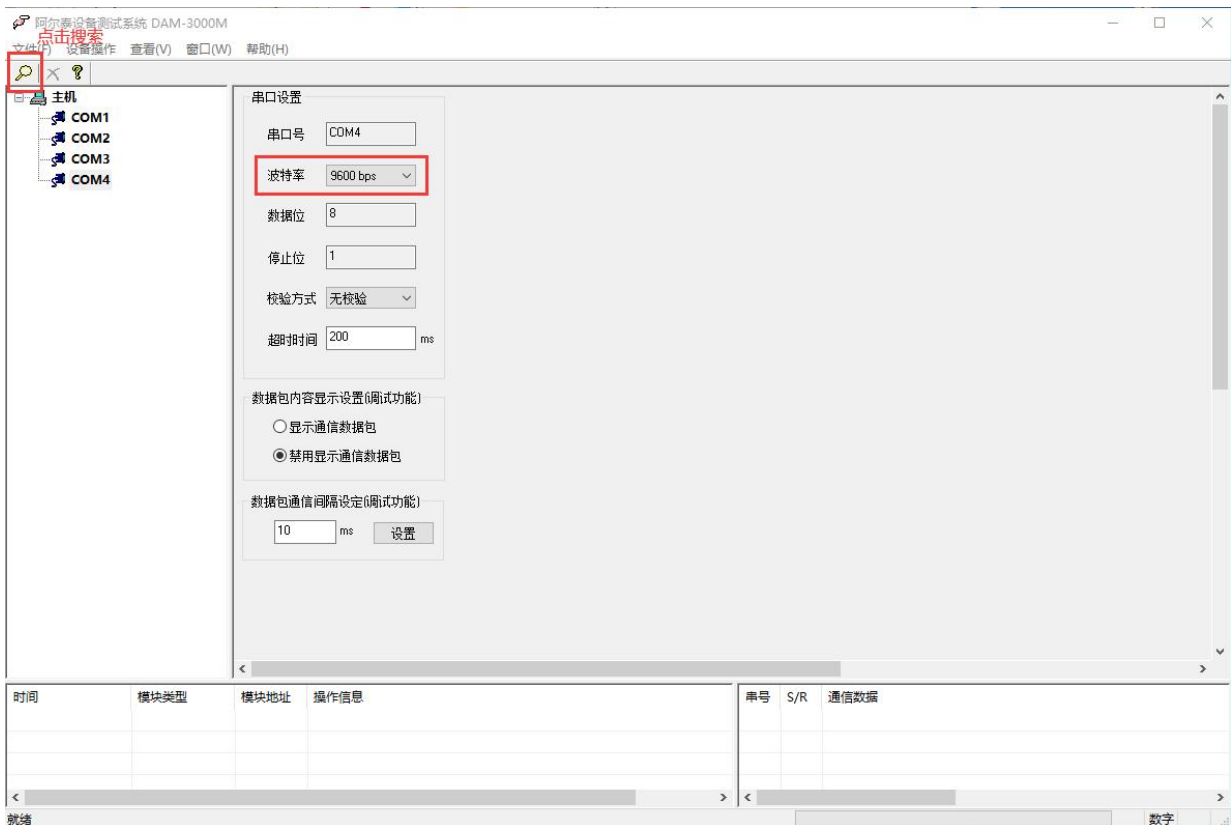 阿尔泰设备测试系统 DAM-3000M
点击搜索
文件(F) 设备操作 查看(V) 窗口(W) 帮助(H)
主机
COM1
COM2
COM3
COM4
串口设置
串口号 COM4
波特率 9600 bps
数据位 8
停止位 1
校验方式 无校验
超时时间 200 ms
数据包内容显示设置(调试功能)
显示通信数据包
禁用显示通信数据包
数据包通信间隔设定(调试功能)
10 ms 设置
时间 模块类型 模块地址 操作信息
串号 S/R 通信数据
就绪 数字